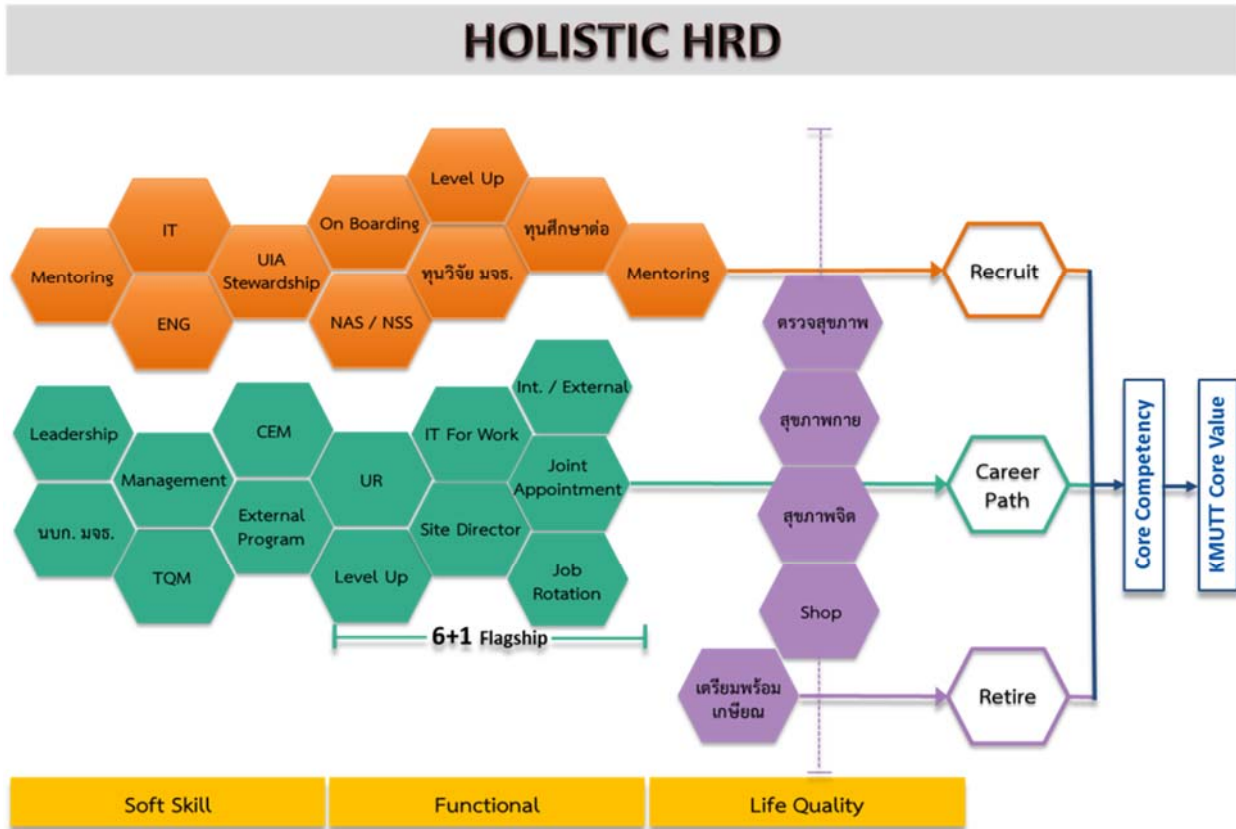 HOLISTIC HRD
Level Up
IT
On Boarding
ทุนศึกษาต่อ
Mentoring
UIA
Stewardship
ทุนวิจัย มจธ.
Mentoring
Recruit
ENG
NAS / NSS
ตรวจสุขภาพ
Int. / External
Leadership
CEM
IT For Work
สุขภาพกาย
Management
UR
Joint
Appointment
Career
Path
Core Competency
KMUTT Core Value
นบก. มจธ.
External
Program
Site Director
สุขภาพจิต
TQM
Level Up
Job
Rotation
Shop
6+1 Flagship
เตรียมพร้อม
เกษียณ
Retire
Soft Skill
Functional
Life Quality